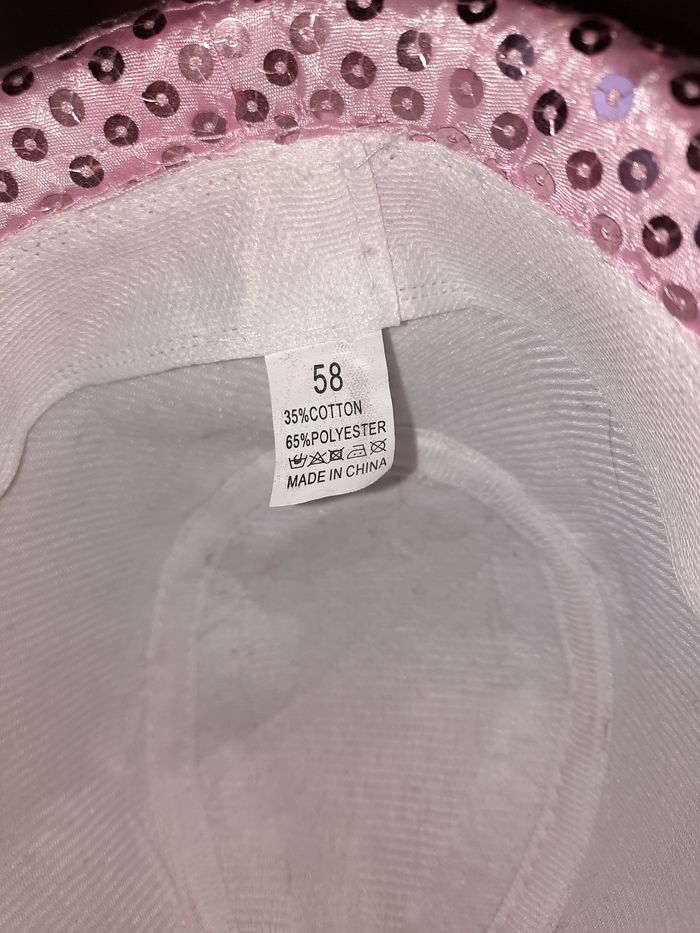 58
35%COTTON
65%POLYESTER
MADE IN CHINA